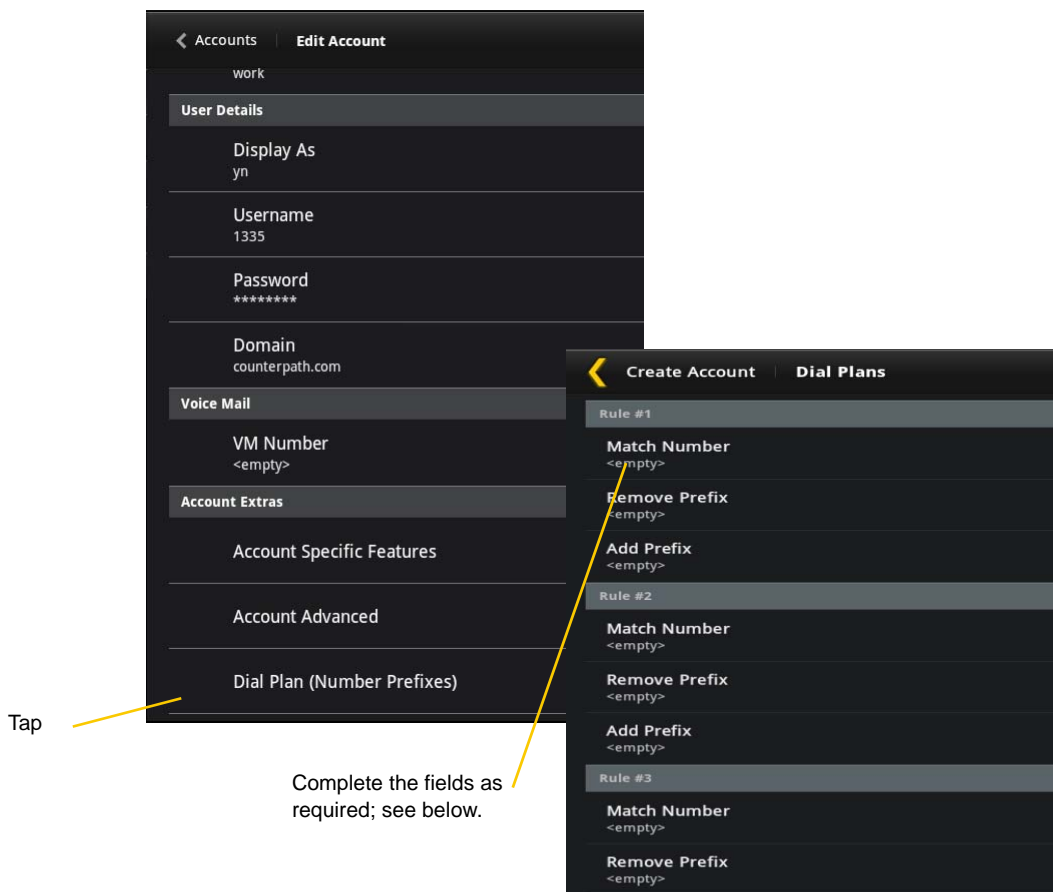 Accounts Edit Account
work
User Details
Display As
yn
Username
1335
Password
********
Domain
counterpath.com
Voice Mail
VM Number
<empty>
Account Extras
Account Specific Features
Account Advanced
Dial Plan (Number Prefixes)
Tap
Complete the fields as
required; see below.
Create Account Dial Plans
Rule #1
Match Number
<empty>
Remove Prefix
<empty>
Add Prefix
<empty>
Rule #2
Match Number
<empty>
Remove Prefix
<empty>
Add Prefix
<empty>
Rule #3
Match Number
<empty>
Remove Prefix
<empty>